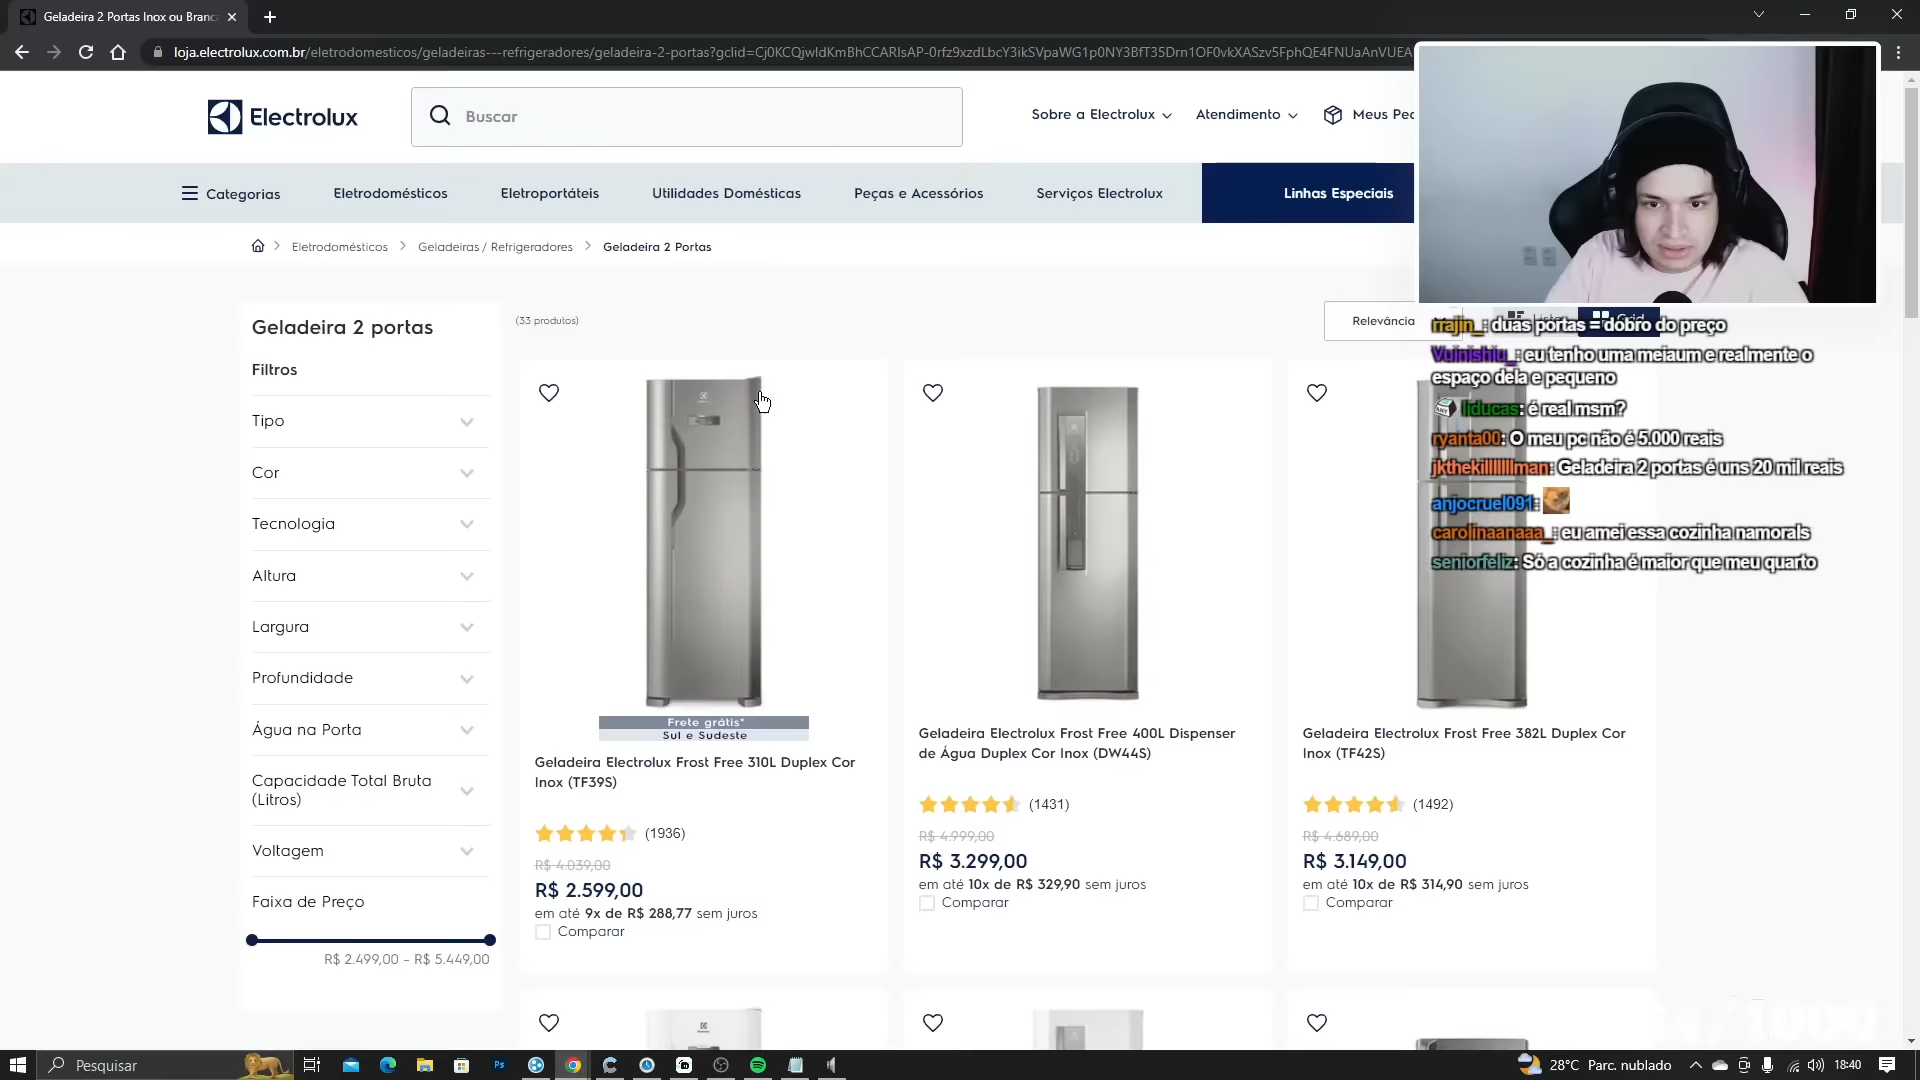 Geladeira 2 Portas Inox ou Branc
loja.electrolux.com.br/eletrodomesticos/geladeiras---refrigeradores/geladeira-2-portas?gclid=Cj0KCQjwldKmBhCCARIsAP-0rfz9xzdLbcY3ikSVpaWG1p0NY3BfT35Drn1OF0vkXASzv5FphQE4FNUaAnVUEA
Electrolux
Buscar
Sobre a Electrolux
Atendimento
Meus Pec
Categorias
Eletrodomésticos
Eletroportáteis
Utilidades Domésticas
Peças e Acessórios
Serviços Electrolux
Linhas Especiais
Eletrodomésticos > Geladeiras / Refrigeradores > Geladeira 2 Portas
Geladeira 2 portas
(33 produtos)
Relevância
Lista
Grid
Filtros
Tipo
Cor
Tecnologia
Altura
Largura
Profundidade
Água na Porta
Capacidade Total Bruta
(Litros)
Voltagem
Faixa de Preço
R$ 2.499,00 – R$ 5.449,00
Frete grátis*
Sul e Sudeste
Geladeira Electrolux Frost Free 310L Duplex Cor
Inox (TF39S)
(1936)
R$ 4.039,00
R$ 2.599,00
em até 9x de R$ 288,77 sem juros
Comparar
Geladeira Electrolux Frost Free 400L Dispenser
de Água Duplex Cor Inox (DW44S)
(1431)
R$ 4.999,00
R$ 3.299,00
em até 10x de R$ 329,90 sem juros
Comparar
Geladeira Electrolux Frost Free 382L Duplex Cor
Inox (TF42S)
(1492)
R$ 4.689,00
R$ 3.149,00
em até 10x de R$ 314,90 sem juros
Comparar
rrajin_: duas portas = dobro do preço
Vuinishiu_: eu tenho uma meiaum e realmente o
espaço dela e pequeno
liducas: é real msm?
ryanta00: O meu pc não é 5.000 reais
jkthekillllllman: Geladeira 2 portas é uns 20 mil reais
anjocruel091:
carolinaanaaa_: eu amei essa cozinha namorals
seniorfeliz: Só a cozinha é maior que meu quarto
/1000
Pesquisar
Ps
28°C Parc. nublado
18:40